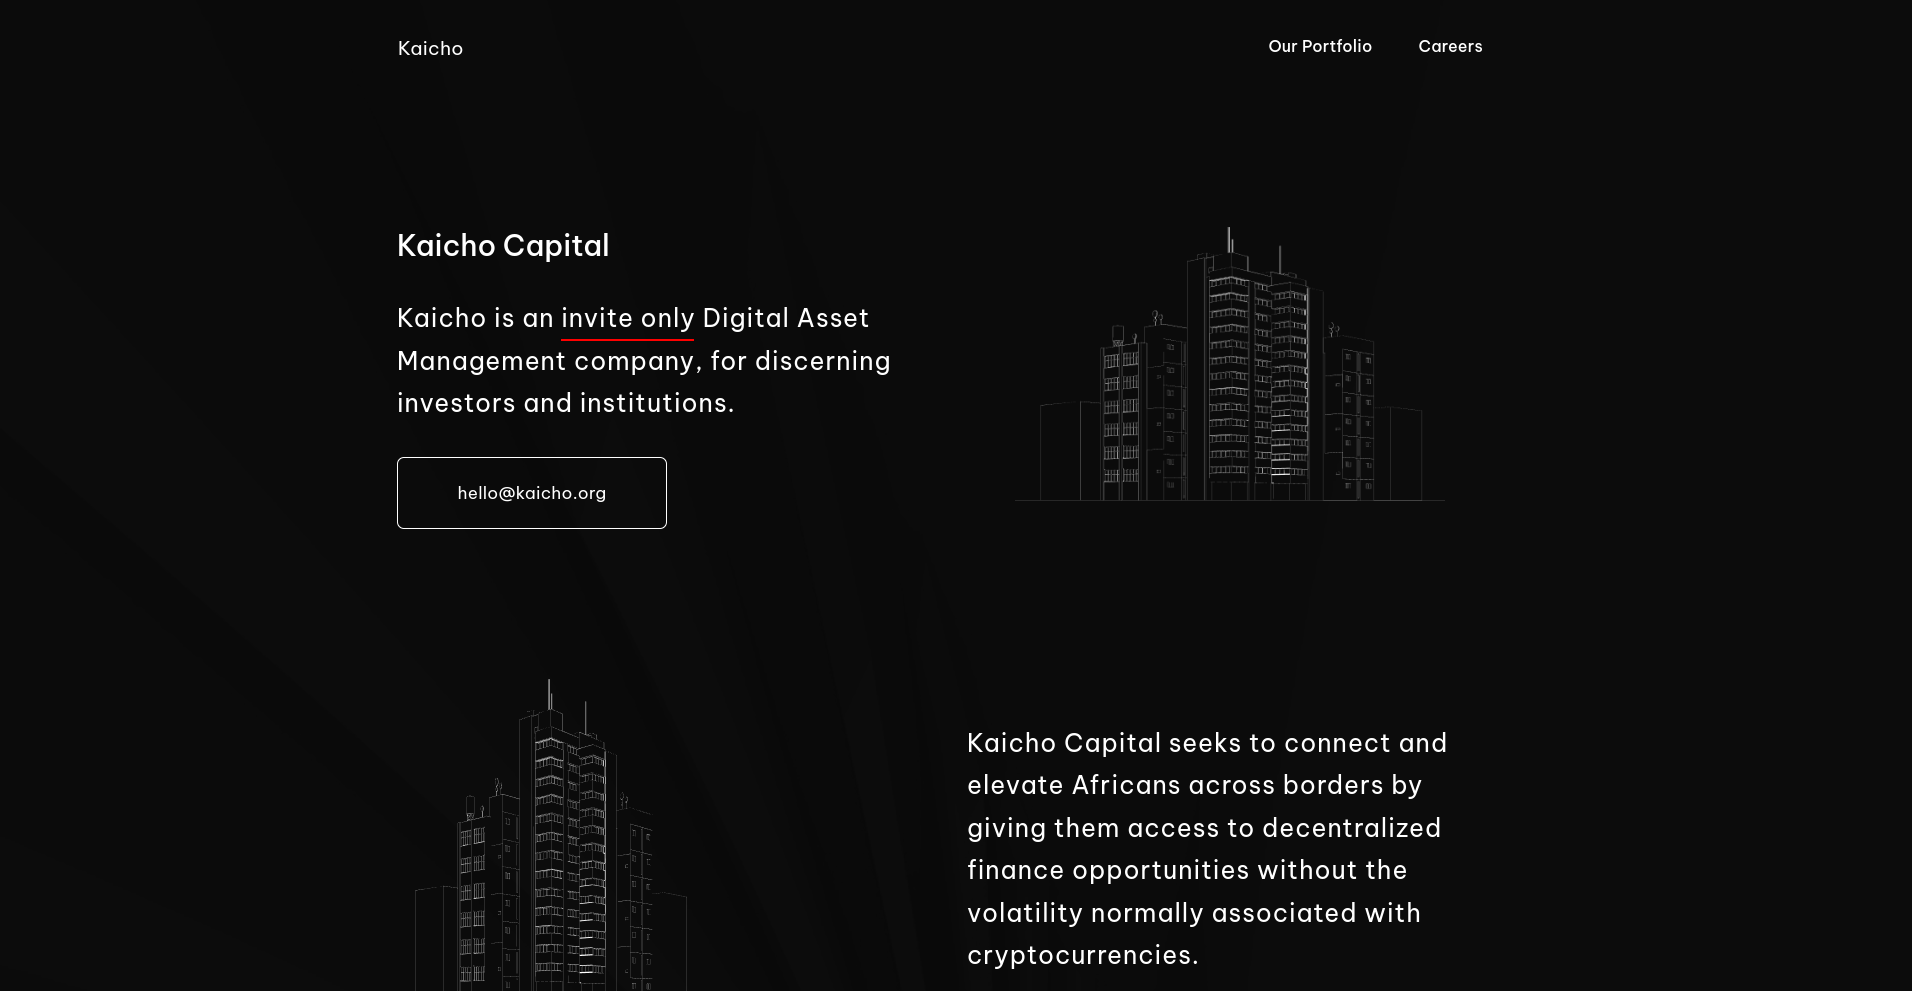 Kaicho
Our Portfolio
Careers
Kaicho Capital
Kaicho is an invite only Digital Asset
Management company, for discerning
investors and institutions.
hello@kaicho.org
Kaicho Capital seeks to connect and
elevate Africans across borders by
giving them access to decentralized
finance opportunities without the
volatility normally associated with
cryptocurrencies.